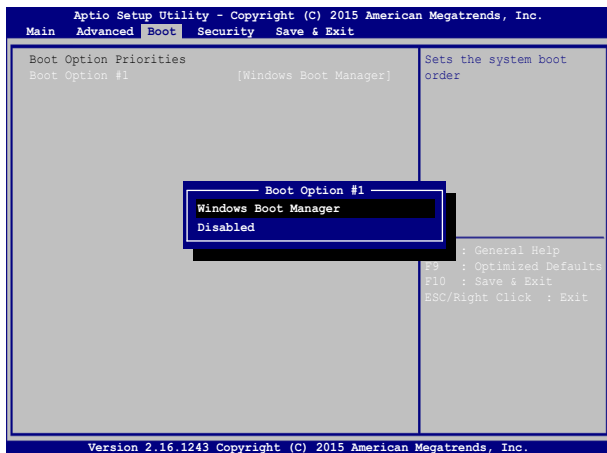 Aptio Setup Utility - Copyright (C) 2015 American Megatrends, Inc.
Main Advanced Boot Security Save & Exit
Boot Option Priorities
Boot Option #1 [Windows Boot Manager]
Sets the system boot
order
Boot Option #1
Windows Boot Manager
Disabled
: General Help
F9 : Optimized Defaults
F10 : Save & Exit
ESC/Right Click : Exit
Version 2.16.1243 Copyright (C) 2015 American Megatrends, Inc.